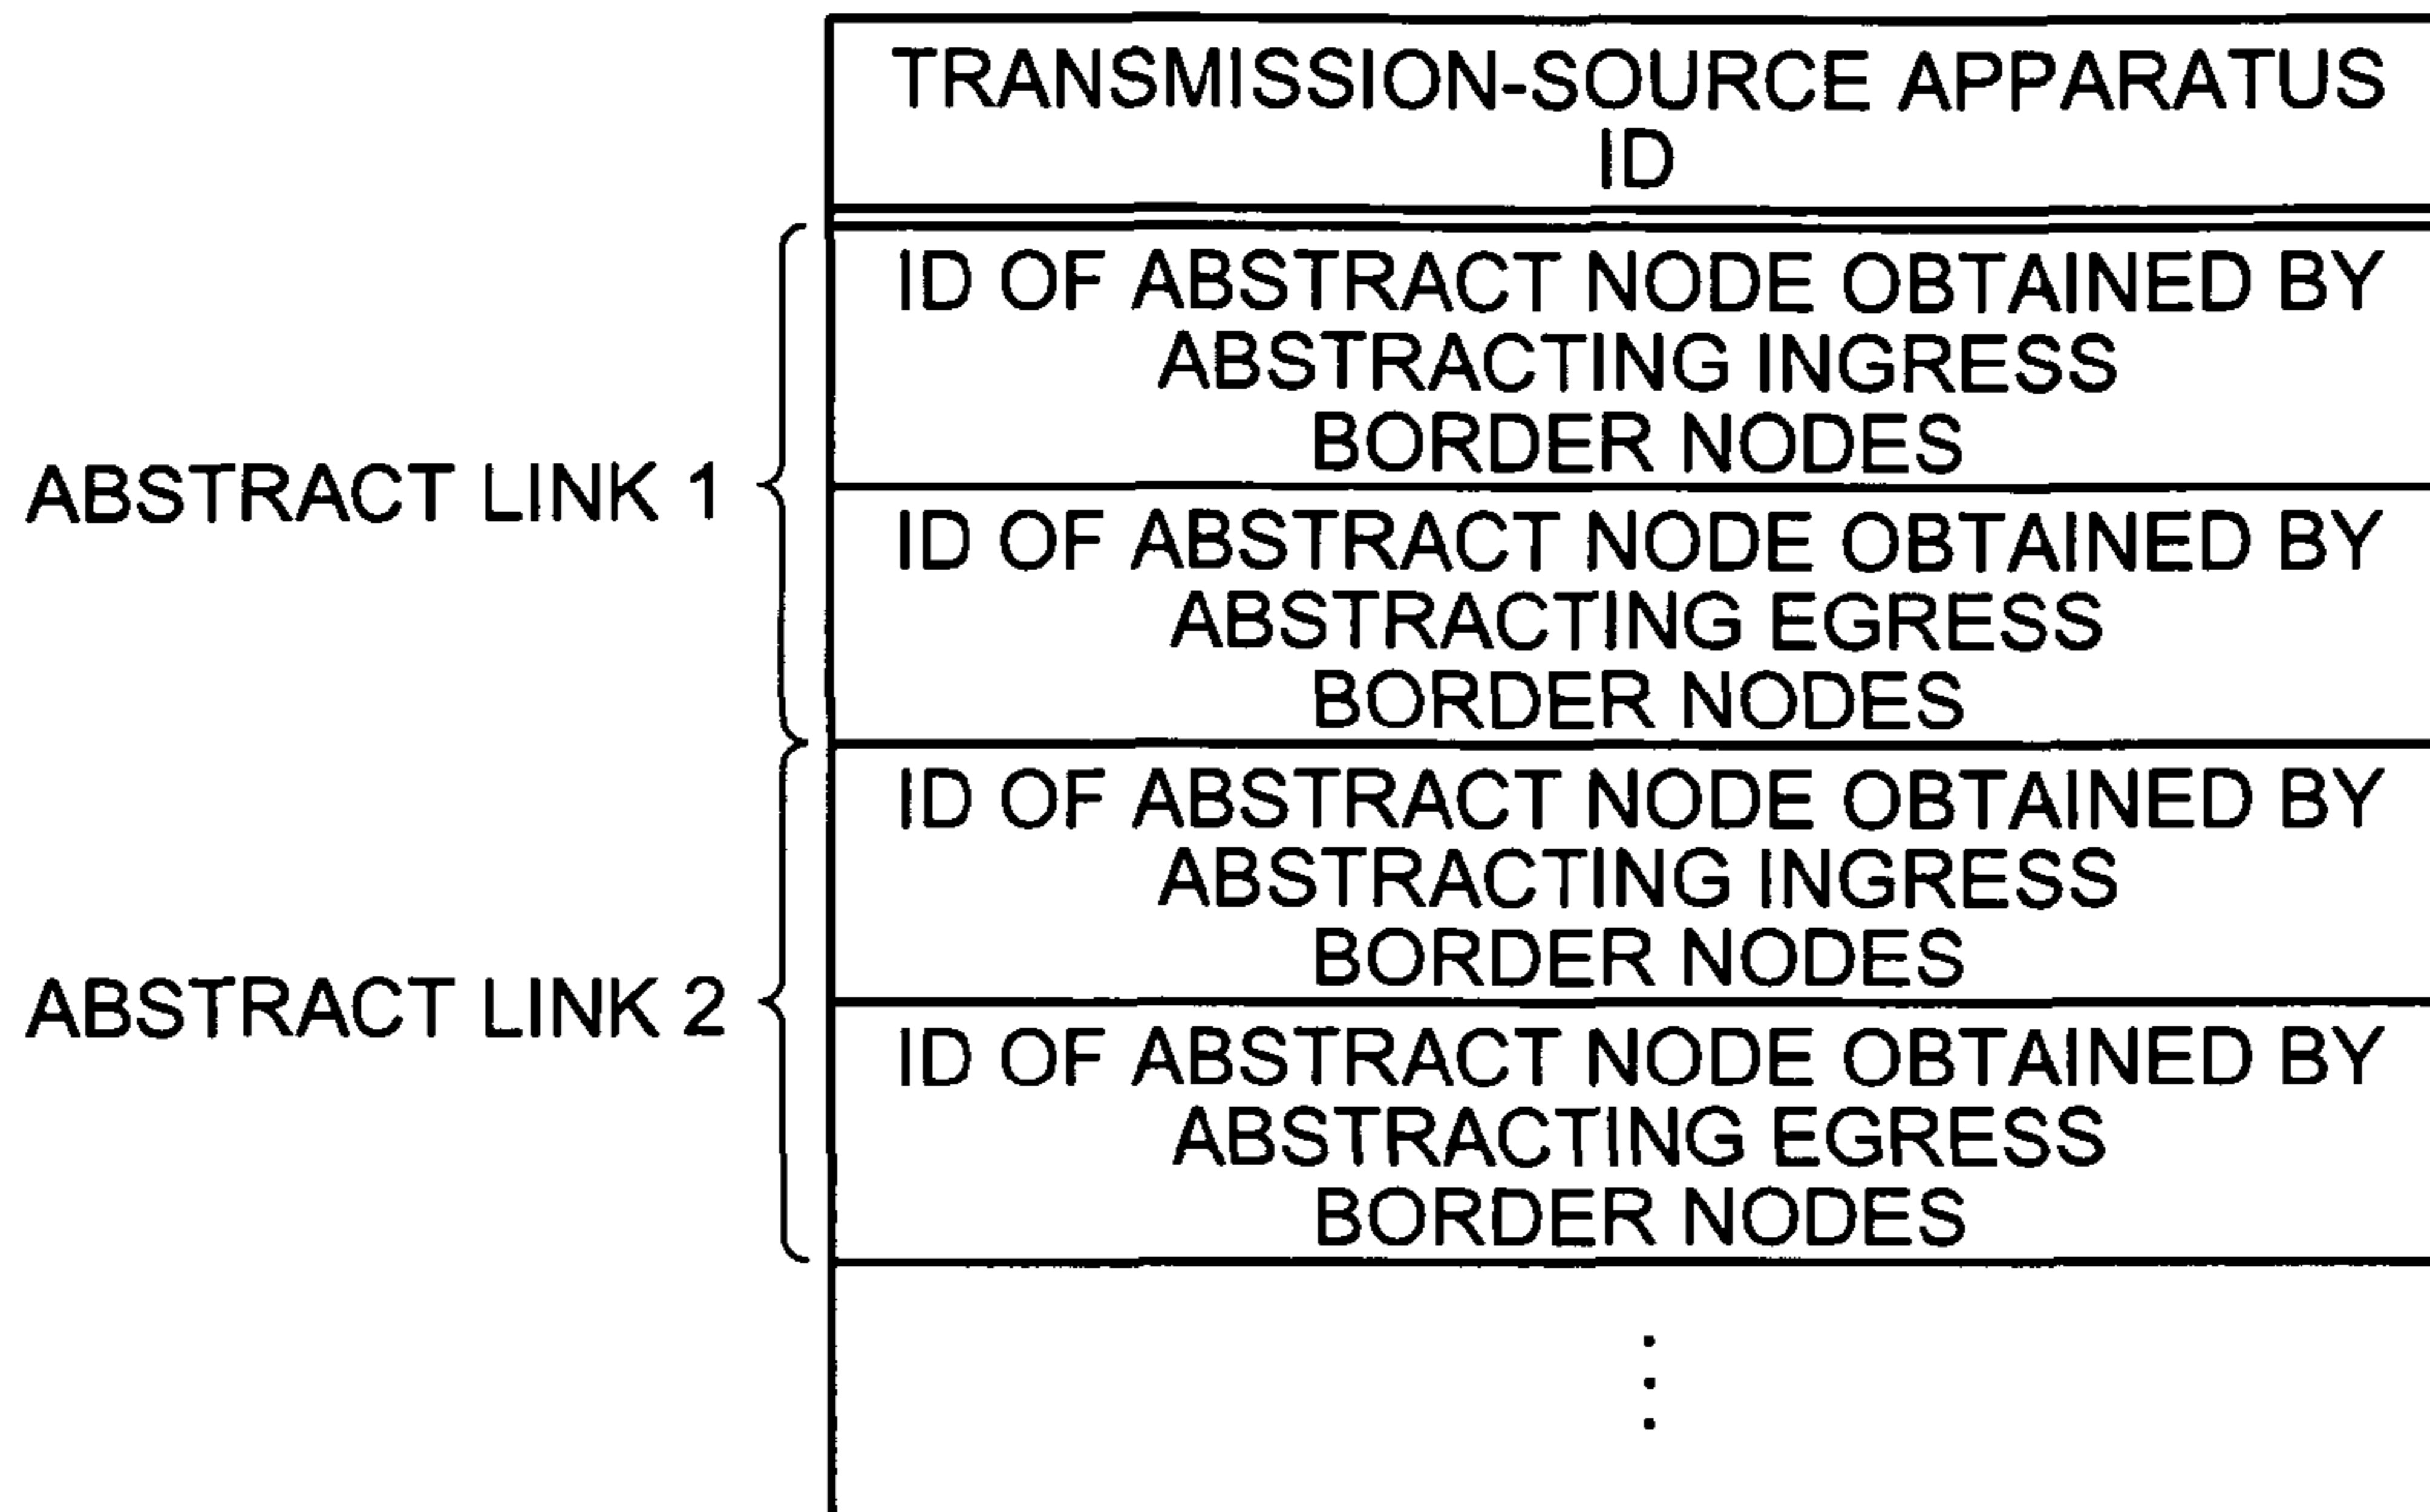 TRANSMISSION-SOURCE APPARATUS
ID
ABSTRACT LINK 1
ID OF ABSTRACT NODE OBTAINED BY
ABSTRACTING INGRESS
BORDER NODES
ID OF ABSTRACT NODE OBTAINED BY
ABSTRACTING EGRESS
BORDER NODES
ABSTRACT LINK 2
ID OF ABSTRACT NODE OBTAINED BY
ABSTRACTING INGRESS
BORDER NODES
ID OF ABSTRACT NODE OBTAINED BY
ABSTRACTING EGRESS
BORDER NODES